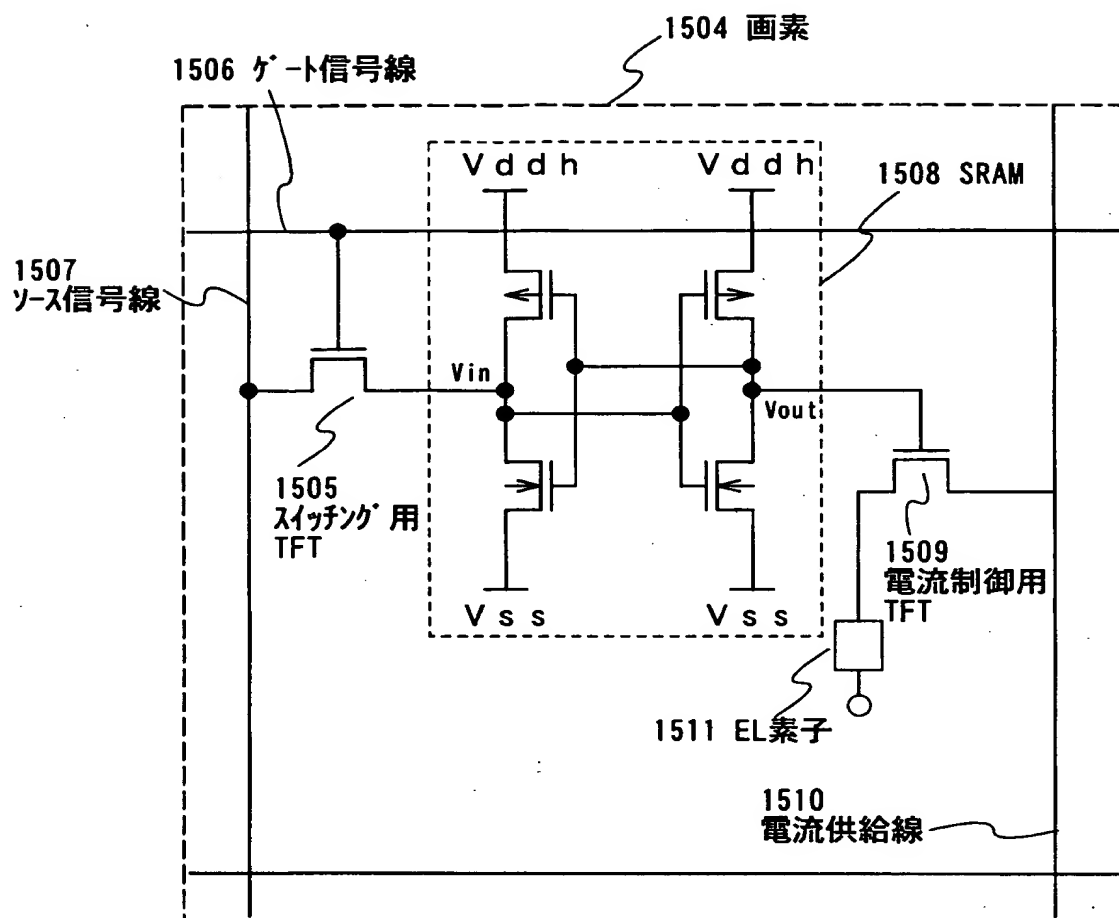 1504 画素
1506 ゲート信号線
Vddh
Vddh
1508 SRAM
1507
ソース信号線
Vin
Vout
1505
スイッチング用
TFT
1509
電流制御用
TFT
Vss
Vss
1511 EL素子
1510
電流供給線